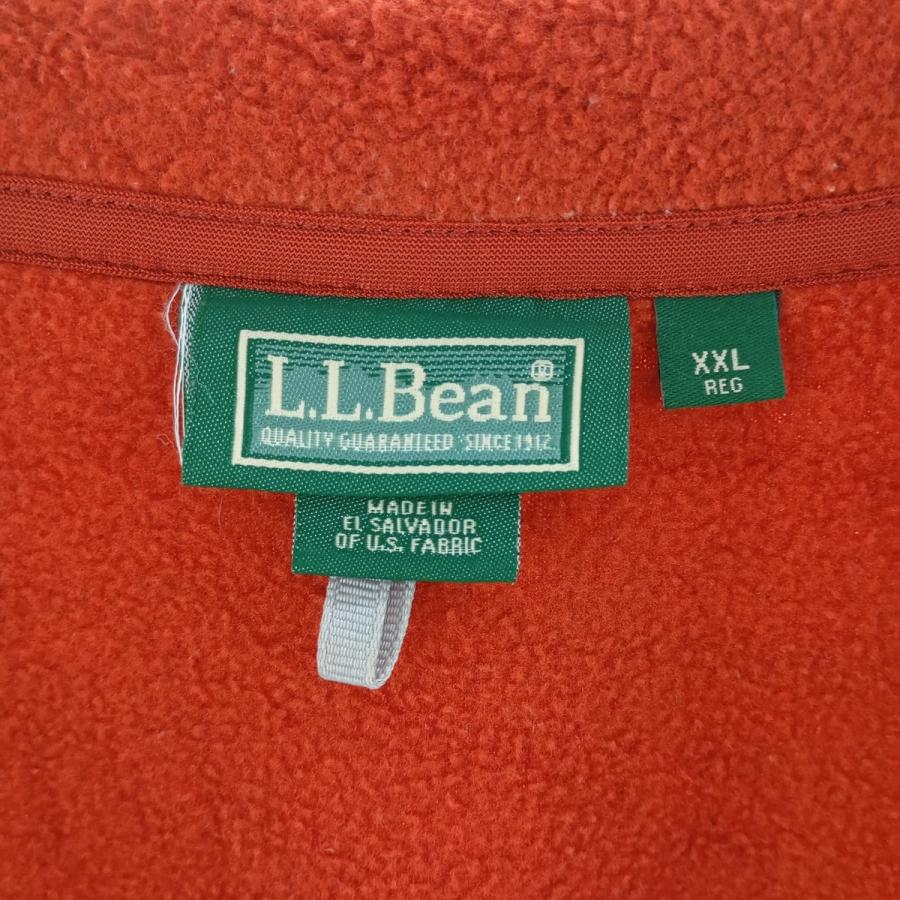 L.L.Bean®
QUALITY GUARANTEED SINCE 1912
XXL
REG
MADE IN
EL SALVADOR
OF U.S. FABRIC